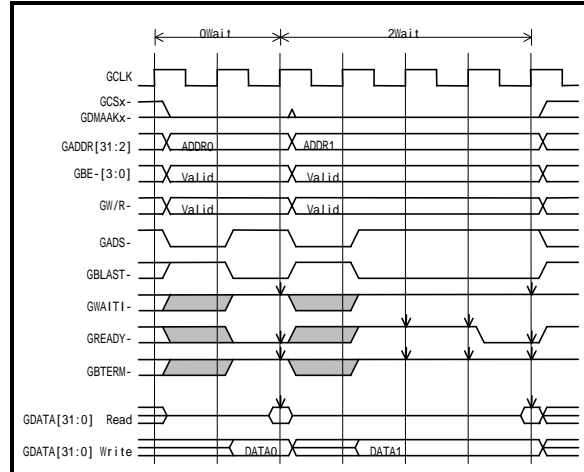 0Wait 2Wait
GCLK
GCSx-
GDMAAKx-
GADDR[31:2] ADDR0 ADDR1
GBE-[3:0] Valid Valid
GW/R- Valid Valid
GADS-
GBLAST-
GWAITI-
GREADY-
GBTERM-
GDATA[31:0] Read
GDATA[31:0] Write DATA0 DATA1